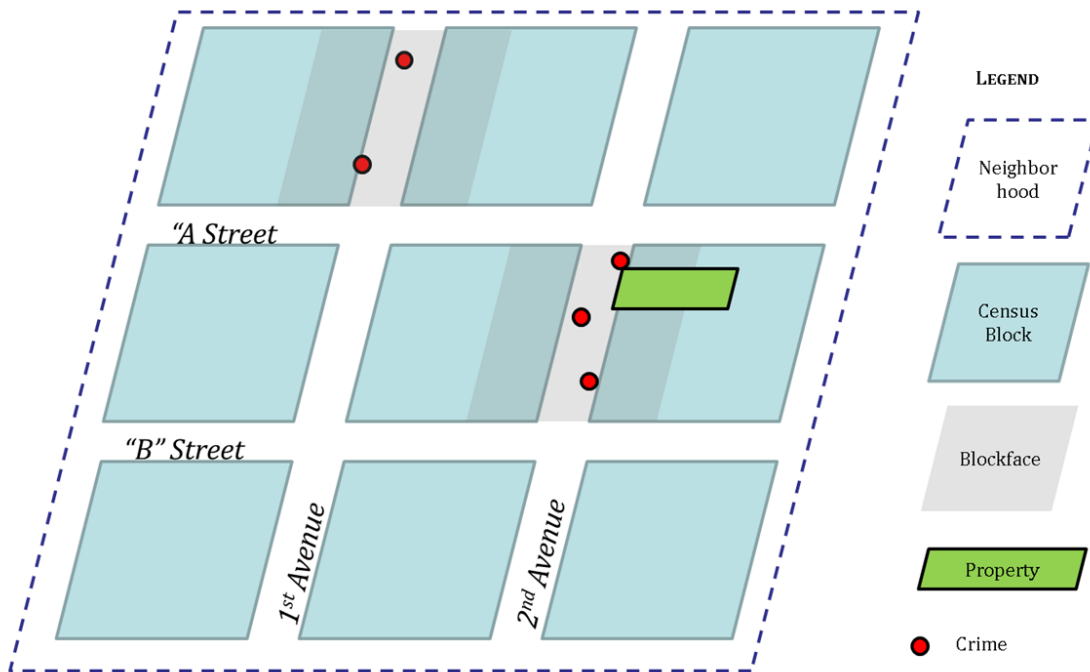 LEGEND
Neighbor
hood
“A Street
Census
Block
“B” Street
Blockface
1st Avenue
2nd Avenue
Property
Crime